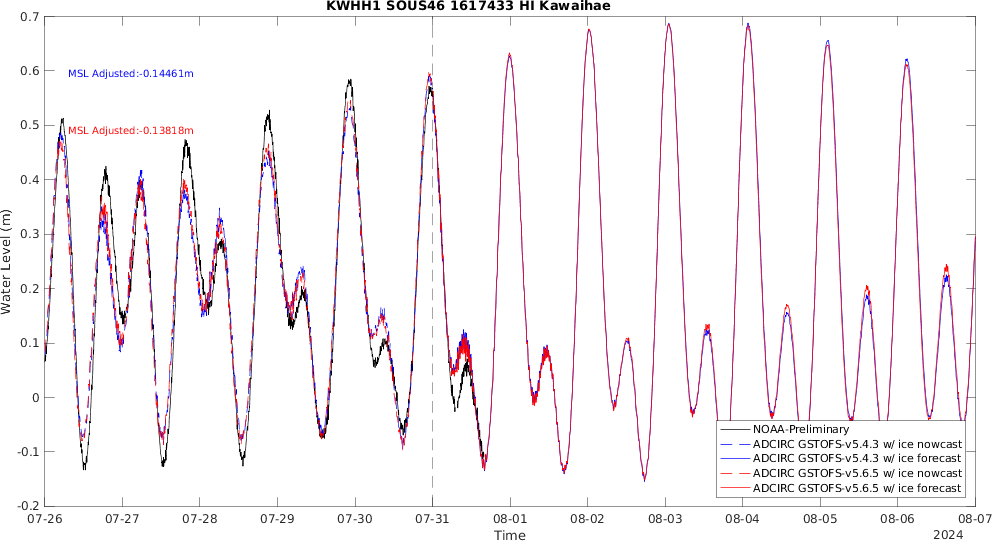 KWHH1 SOUS46 1617433 HI Kawaihae
0.7
0.6
0.5
0.4
0.3
0.2
0.1
0
-0.1
-0.2
Water Level (m)
MSL Adjusted:-0.14461m
MSL Adjusted:-0.13818m
NOAA-Preliminary
ADCIRC GSTOFS-v5.4.3 w/ ice nowcast
ADCIRC GSTOFS-v5.4.3 w/ ice forecast
ADCIRC GSTOFS-v5.6.5 w/ ice nowcast
ADCIRC GSTOFS-v5.6.5 w/ ice forecast
07-26 07-27 07-28 07-29 07-30 07-31 08-01 08-02 08-03 08-04 08-05 08-06 08-07
Time
2024